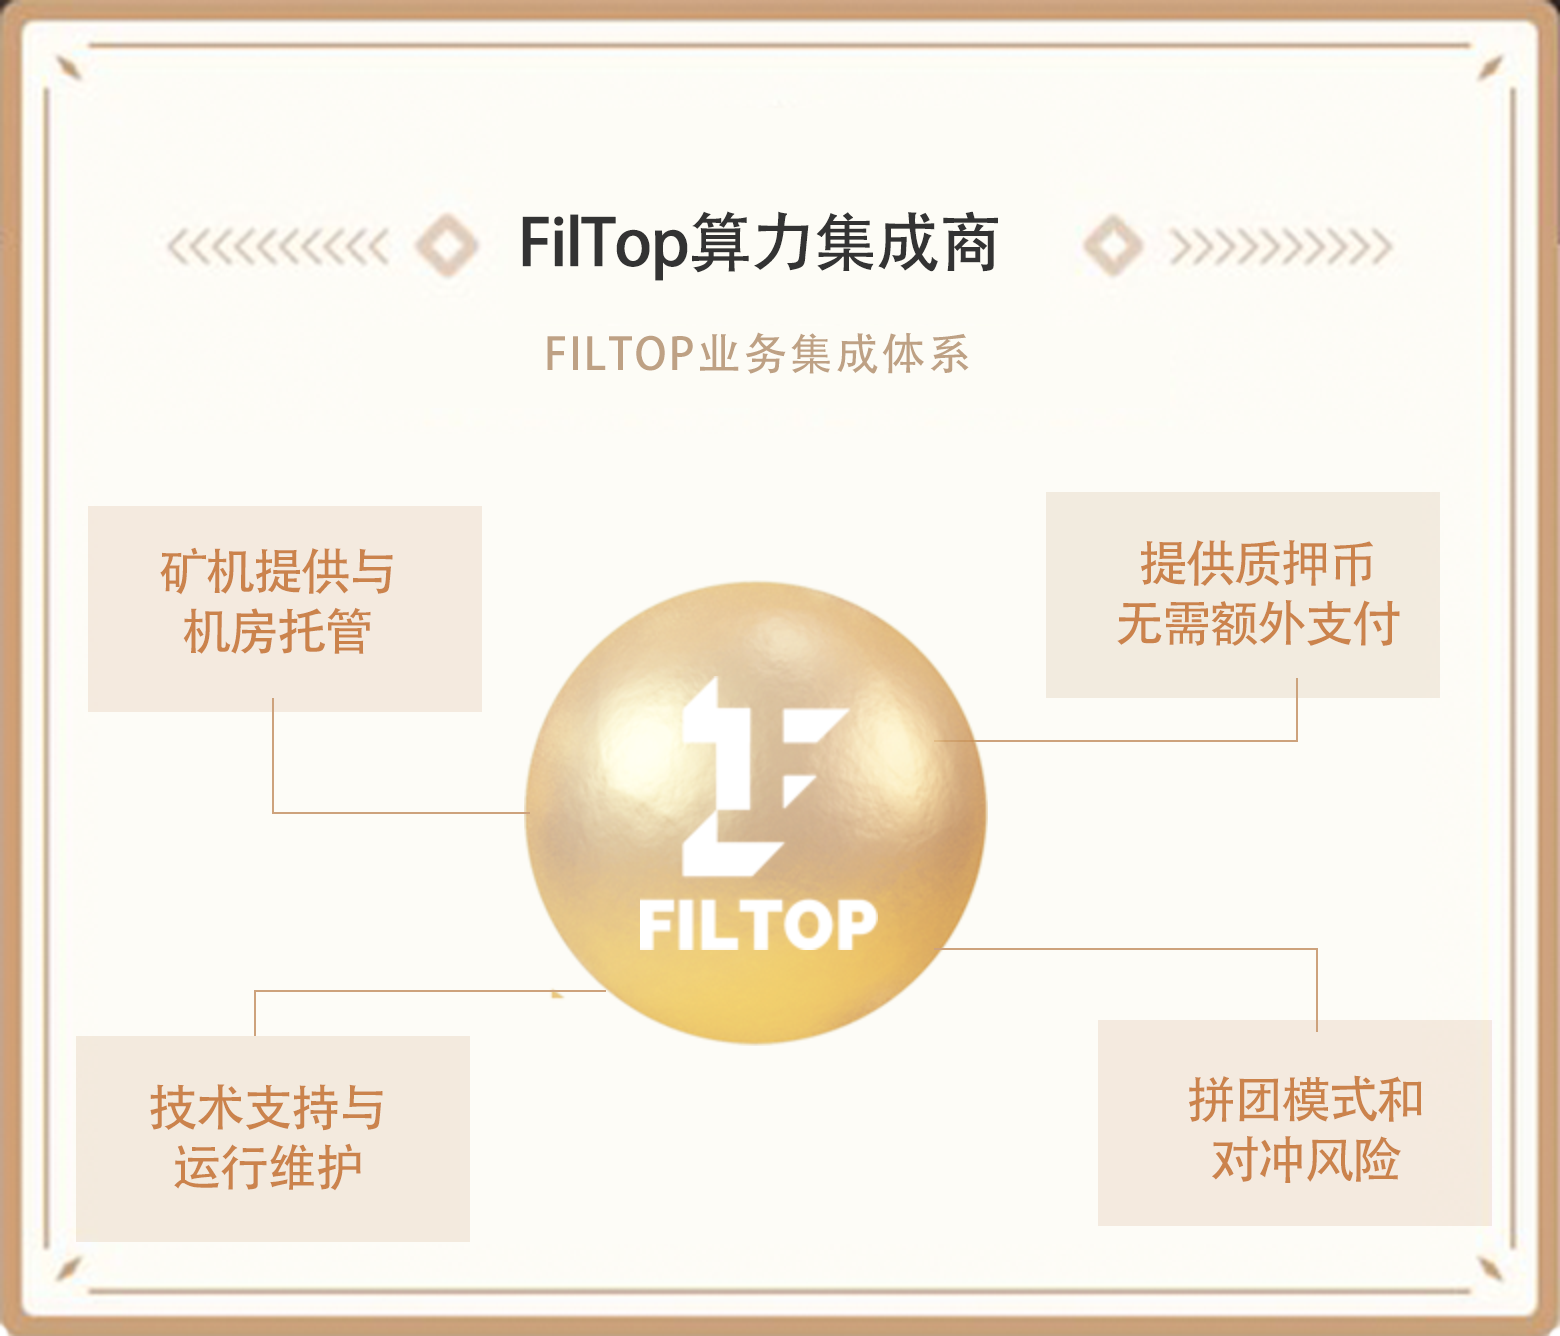 FilTop算力集成商
FILTOP业务集成体系
矿机提供与
机房托管
提供质押币
无需额外支付
FILTOP
技术支持与
运行维护
拼团模式和
对冲风险